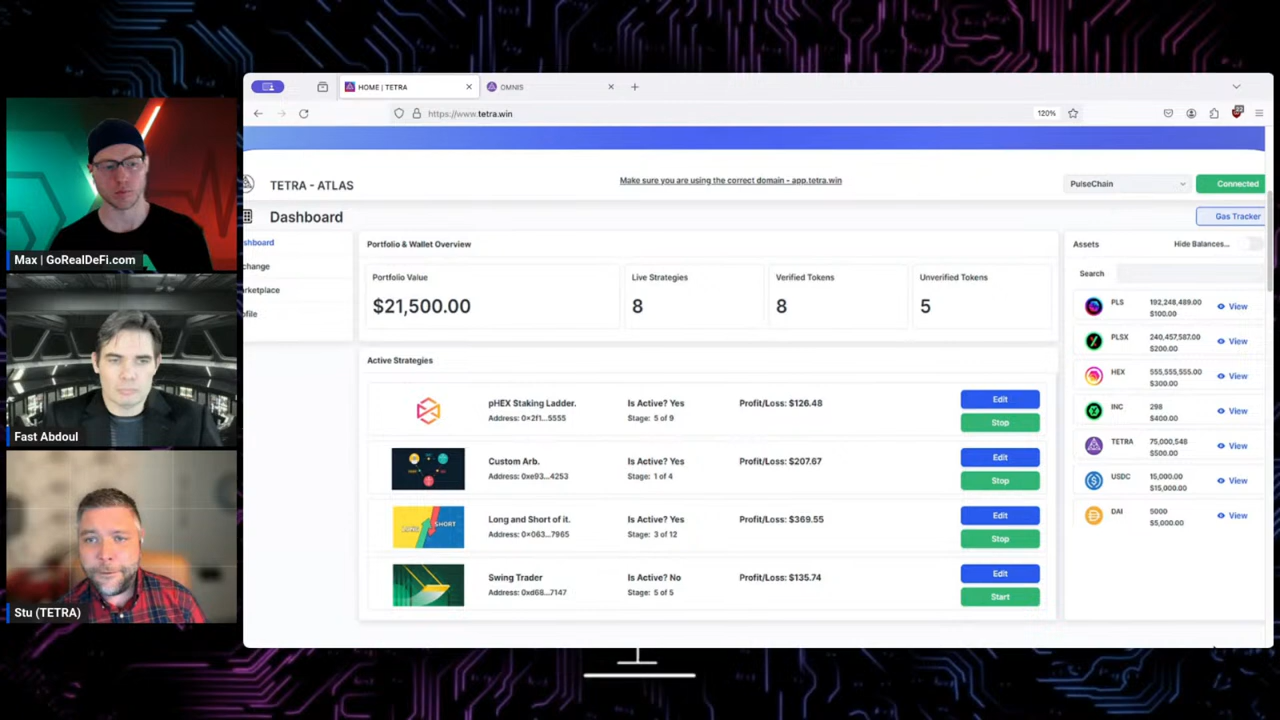 HOME | TETRA
OMNIS
https://www.tetra.win
120%
TETRA - ATLAS
Make sure you are using the correct domain - app.tetra.win
PulseChain
Connected
Dashboard
Gas Tracker
shboard
change
arketplace
ofile
Portfolio & Wallet Overview
Portfolio Value
$21,500.00
Live Strategies
8
Verified Tokens
8
Unverified Tokens
5
Active Strategies
pHEX Staking Ladder.
Address: 0x2f1...5555
Is Active? Yes
Stage: 5 of 9
Profit/Loss: $126.48
Edit
Stop
Custom Arb.
Address: 0xe93...4253
Is Active? Yes
Stage: 1 of 4
Profit/Loss: $207.67
Edit
Stop
LONG
SHORT
Long and Short of it.
Address: 0x063...7965
Is Active? Yes
Stage: 3 of 12
Profit/Loss: $369.55
Edit
Stop
Swing Trader
Address: 0xd68...7147
Is Active? No
Stage: 5 of 5
Profit/Loss: $135.74
Edit
Start
Assets
Hide Balances...
Search
PLS
192,248,489.00
$100.00
View
PLSX
240,457,587.00
$200.00
View
HEX
555,555,555.00
$300.00
View
INC
298
$400.00
View
TETRA
75,000,548
$500.00
View
USDC
15,000.00
$15,000.00
View
DAI
5000
$5,000.00
View
Max | GoRealDeFi.com
Fast Abdoul
Stu (TETRA)